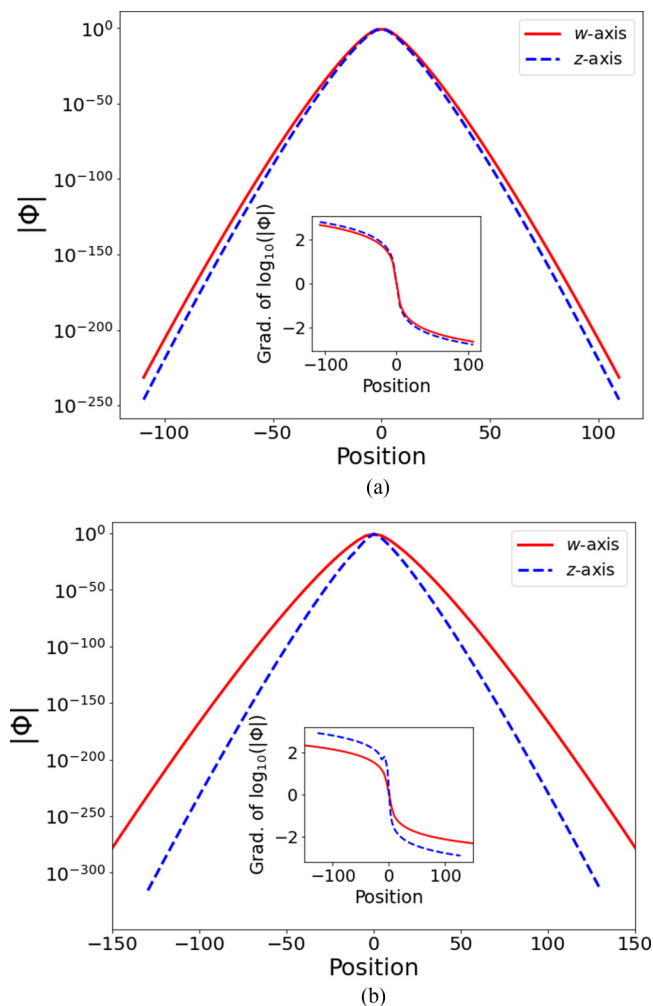 10^0
10^-50
10^-100
10^-150
10^-200
10^-250
|Φ|
w-axis
z-axis
Grad. of log₁₀(|Φ|)
2
0
−2
−100
0
100
Position
−100
−50
0
50
100
Position
(a)
10^0
10^-50
10^-100
10^-150
10^-200
10^-250
10^-300
|Φ|
w-axis
z-axis
Grad. of log₁₀(|Φ|)
2
0
−2
−100
0
100
Position
−150
−100
−50
0
50
100
150
Position
(b)